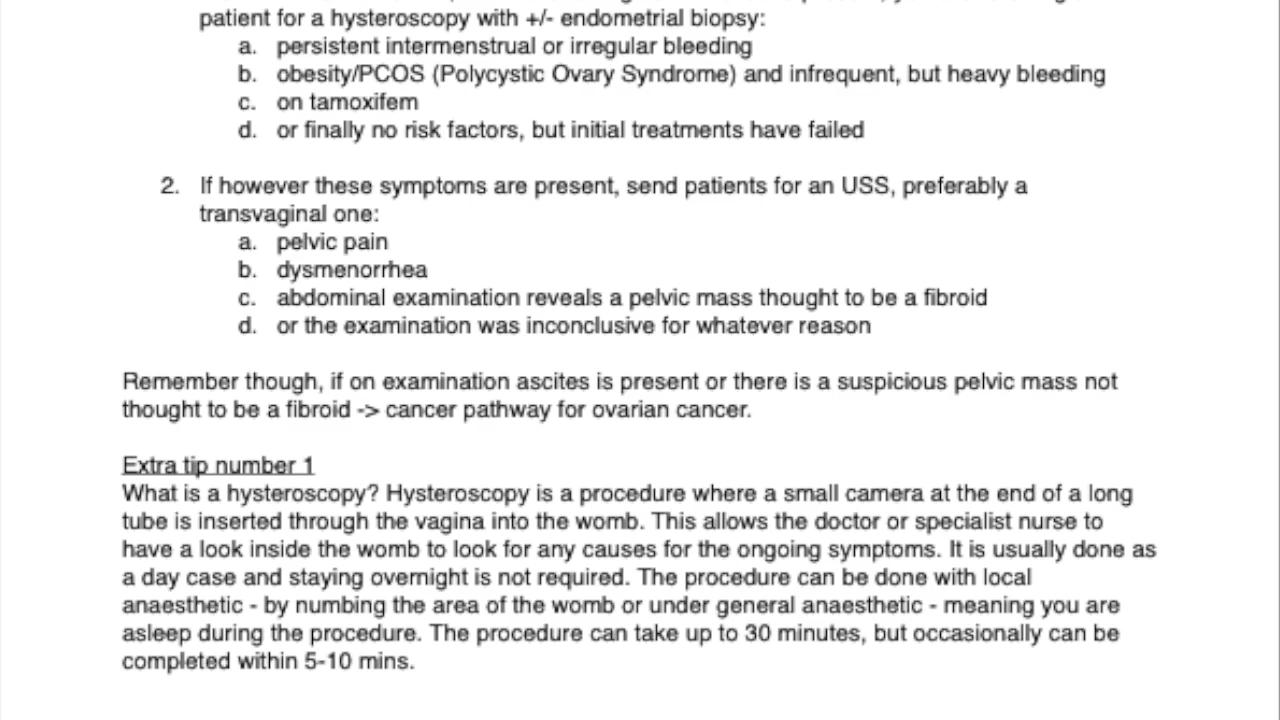 patient for a hysteroscopy with +/- endometrial biopsy:
a. persistent intermenstrual or irregular bleeding
b. obesity/PCOS (Polycystic Ovary Syndrome) and infrequent, but heavy bleeding
c. on tamoxifem
d. or finally no risk factors, but initial treatments have failed
2. If however these symptoms are present, send patients for an USS, preferably a
transvaginal one:
a. pelvic pain
b. dysmenorrhea
c. abdominal examination reveals a pelvic mass thought to be a fibroid
d. or the examination was inconclusive for whatever reason
Remember though, if on examination ascites is present or there is a suspicious pelvic mass not
thought to be a fibroid -> cancer pathway for ovarian cancer.
Extra tip number 1
What is a hysteroscopy? Hysteroscopy is a procedure where a small camera at the end of a long
tube is inserted through the vagina into the womb. This allows the doctor or specialist nurse to
have a look inside the womb to look for any causes for the ongoing symptoms. It is usually done as
a day case and staying overnight is not required. The procedure can be done with local
anaesthetic - by numbing the area of the womb or under general anaesthetic - meaning you are
asleep during the procedure. The procedure can take up to 30 minutes, but occasionally can be
completed within 5-10 mins.